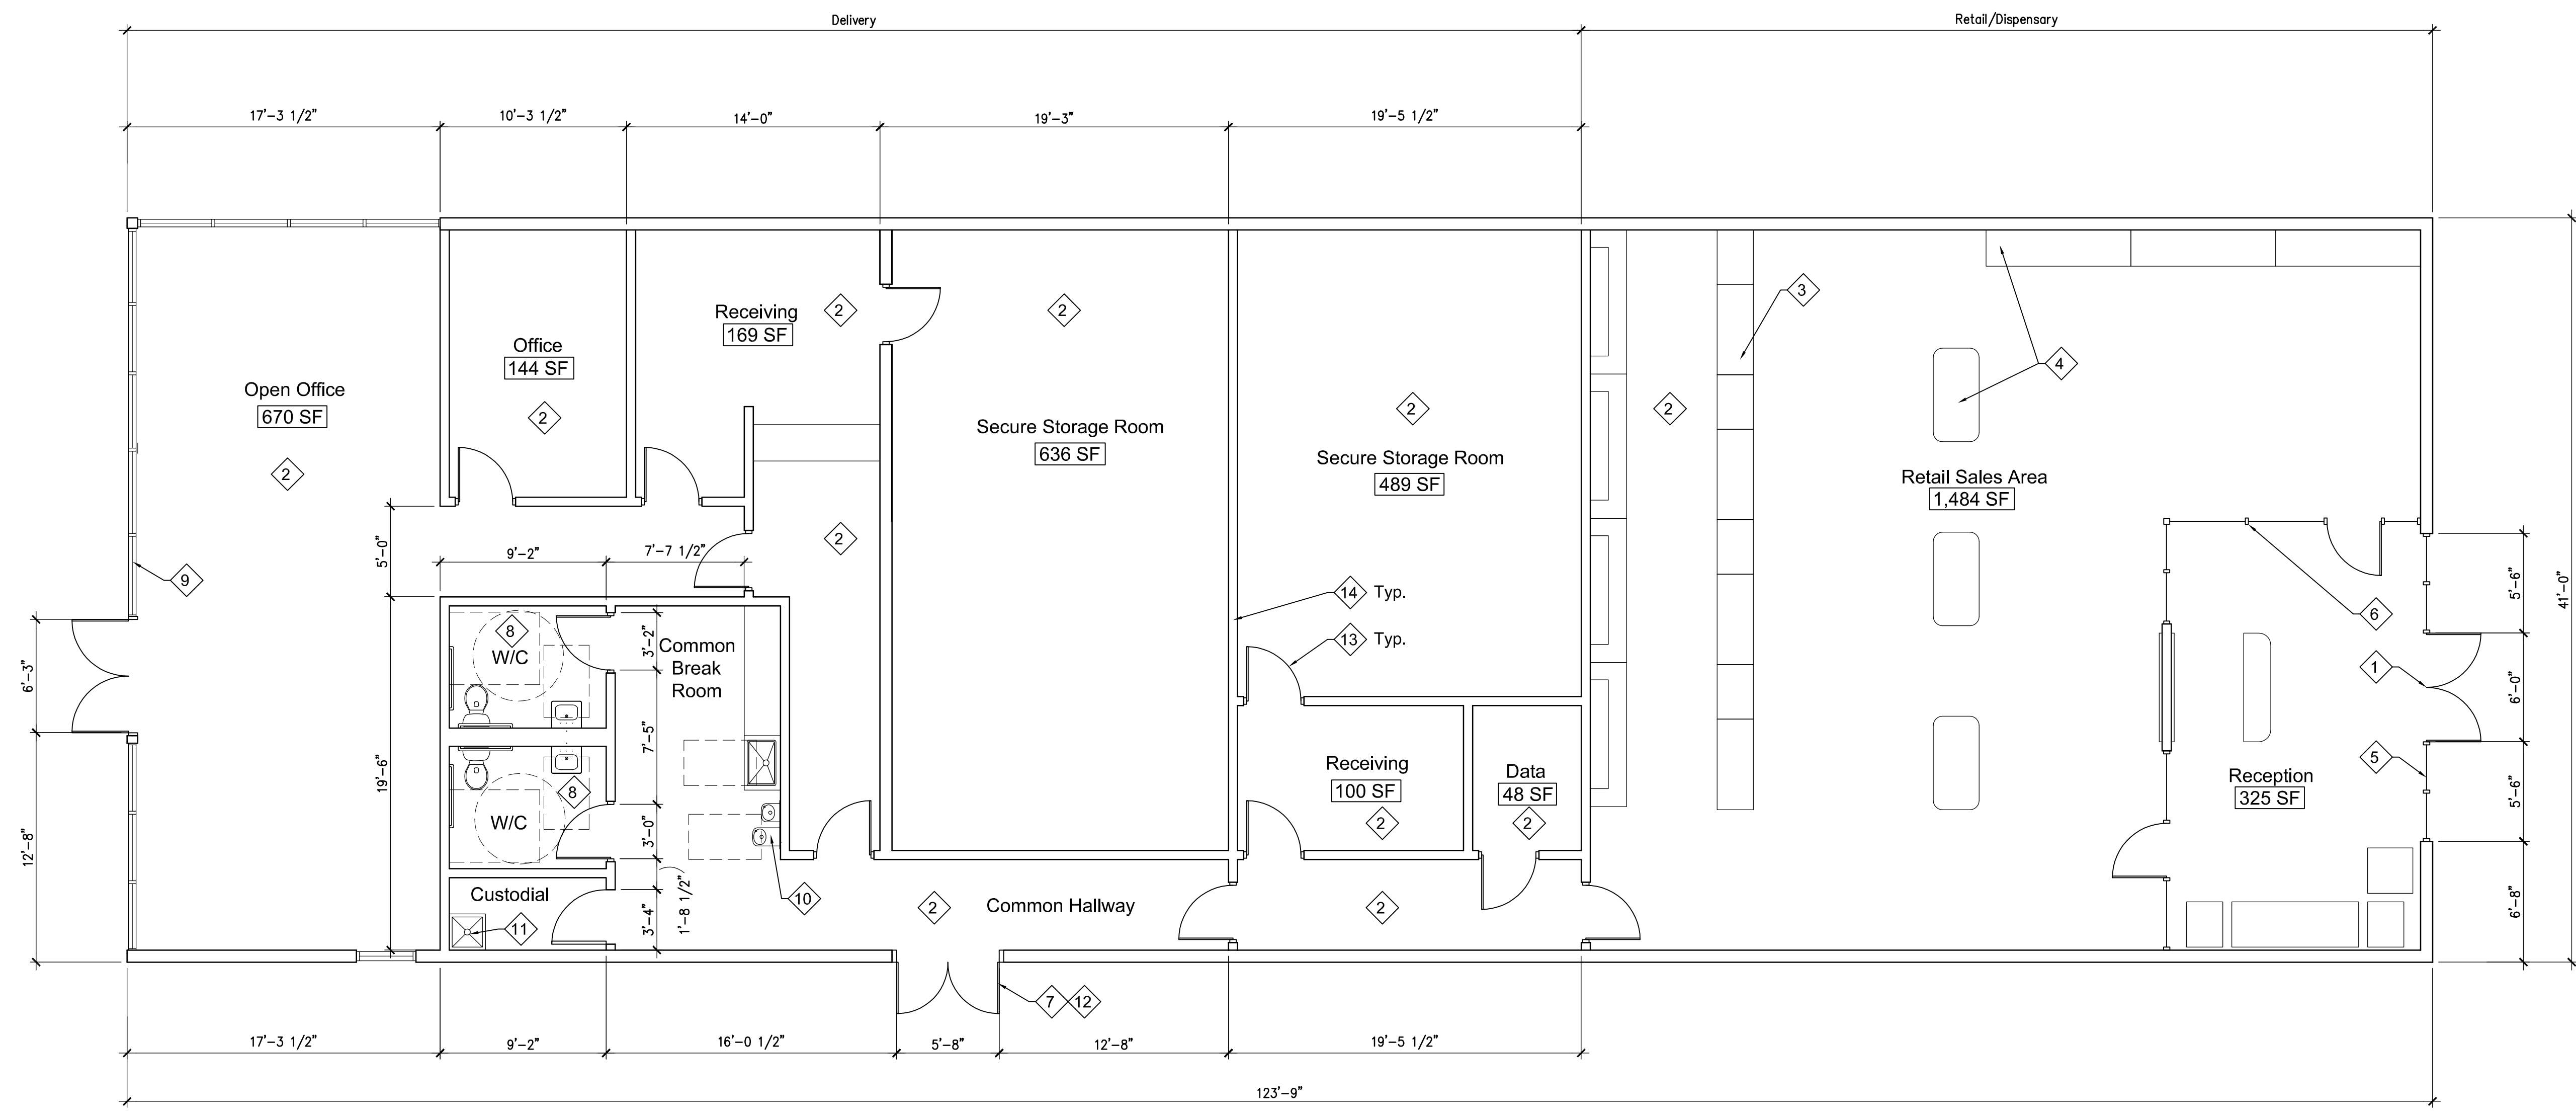 Delivery
Retail/Dispensary
17'-3 1/2"
10'-3 1/2"
14'-0"
19'-3"
19'-5 1/2"
Open Office
670 SF
2
Office
144 SF
2
Receiving
169 SF
2
2
Secure Storage Room
636 SF
2
2
Secure Storage Room
489 SF
2
3
4
Retail Sales Area
1,484 SF
9
5'-0"
9'-2"
7'-7 1/2"
14 Typ.
13 Typ.
6
5'-6"
41'-0"
6'-3"
8
W/C
3'-2"
Common
Break
Room
1
6'-0"
7'-5"
19'-6"
8
W/C
3'-0"
Receiving
100 SF
2
Data
48 SF
2
5
Reception
325 SF
5'-6"
12'-8"
Custodial
11
3'-4"
1'-8 1/2"
10
2
Common Hallway
2
6'-8"
7
12
17'-3 1/2"
9'-2"
16'-0 1/2"
5'-8"
12'-8"
19'-5 1/2"
123'-9"